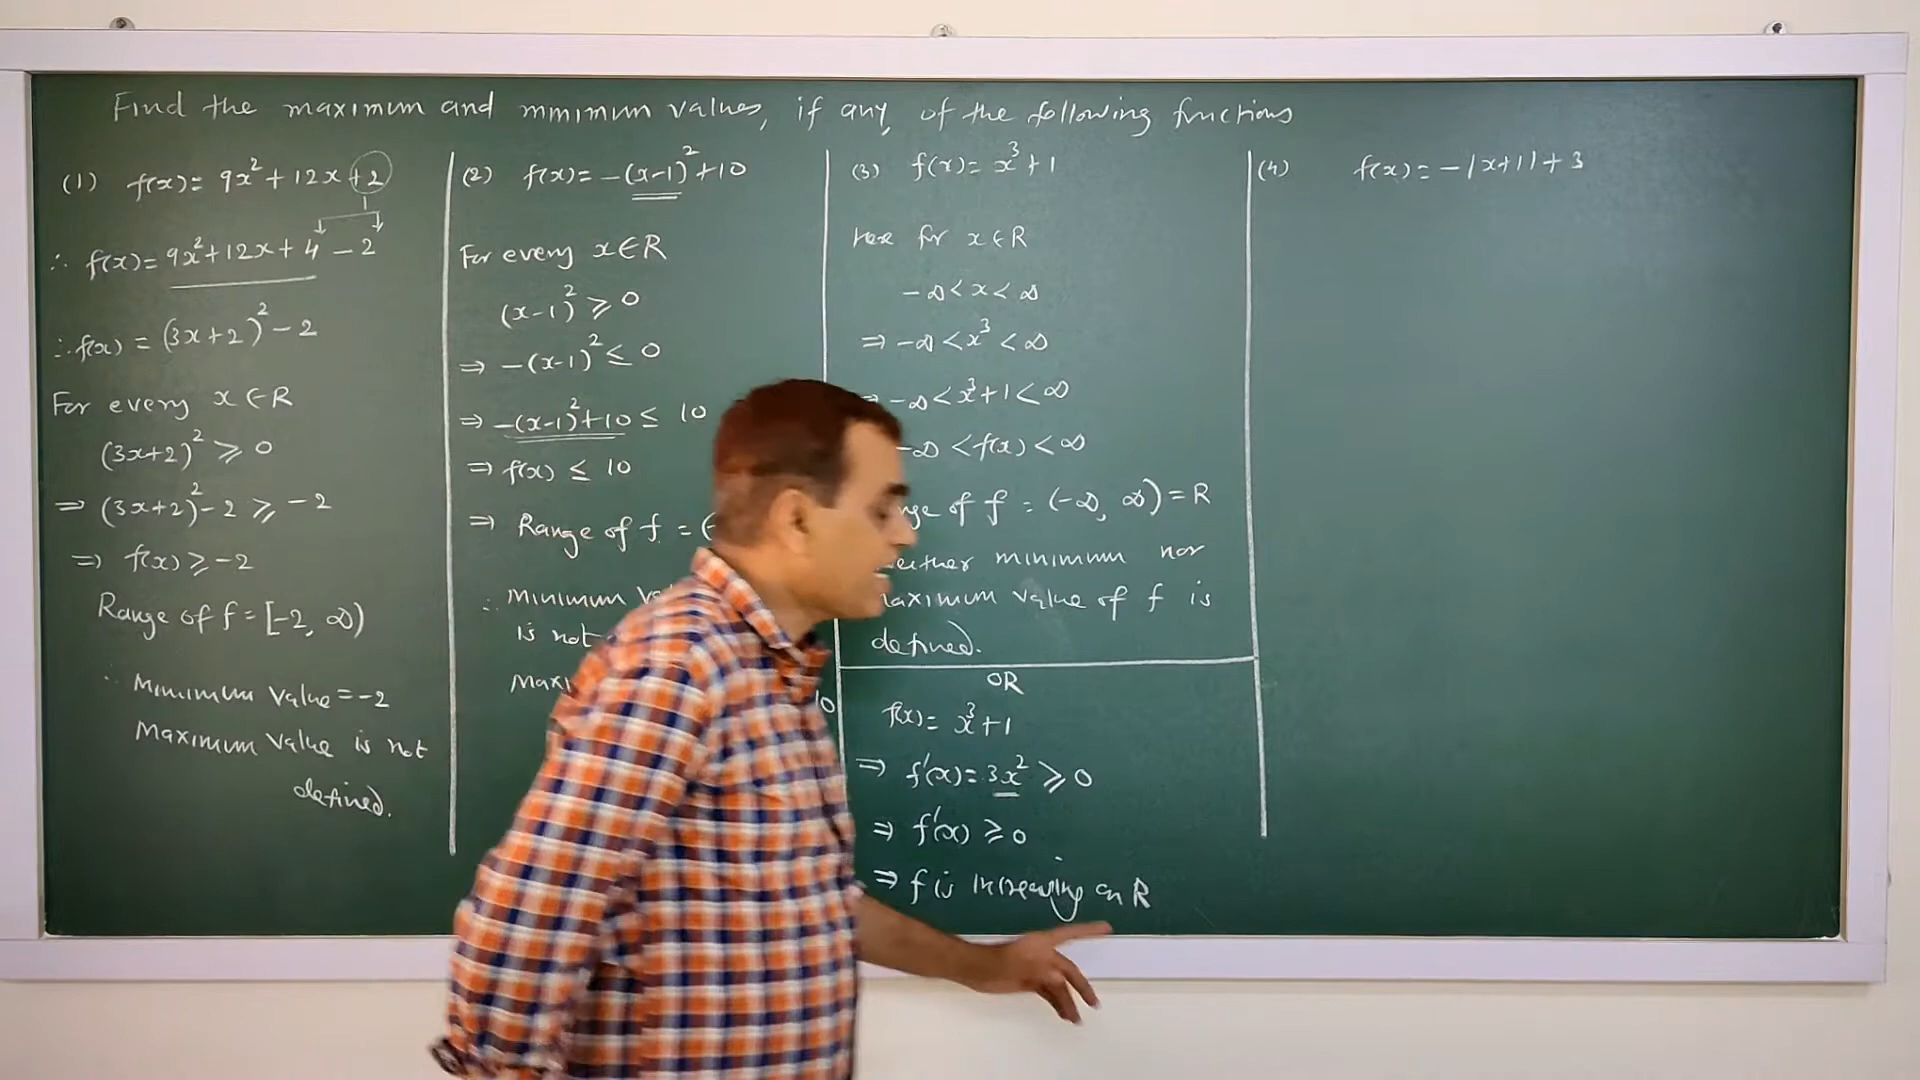 Find the maximum and minimum values, if any, of the following functions
(1) f(x) = 9x² + 12x + 2
∴ f(x) = 9x² + 12x + 4 - 2
∴ f(x) = (3x+2)² - 2
For every x ∈ R
(3x+2)² ⩾ 0
⇒ (3x+2)² - 2 ⩾ -2
⇒ f(x) ⩾ -2
Range of f = [-2, ∞)
∴ Minimum value = -2
Maximum value is not
defined.
(2) f(x) = -(x-1)² + 10
For every x ∈ R
(x-1)² ⩾ 0
⇒ -(x-1)² ≤ 0
⇒ -(x-1)² + 10 ≤ 10
⇒ f(x) ≤ 10
⇒ Range of f = (-
∴ Minimum
is not
10
(3) f(x) = x³ + 1
Here for x ∈ R
-∞ < x < ∞
⇒ -∞ < x³ < ∞
⇒ -∞ < x³ + 1 < ∞
-∞ < f(x) < ∞
of f = (-∞, ∞) = R
minimum nor
value of f is
defined.
OR
f(x) = x³ + 1
⇒ f'(x) = 3x² ⩾ 0
⇒ f'(x) ⩾ 0
⇒ f is increasing on R
(4) f(x) = -|x+1| + 3